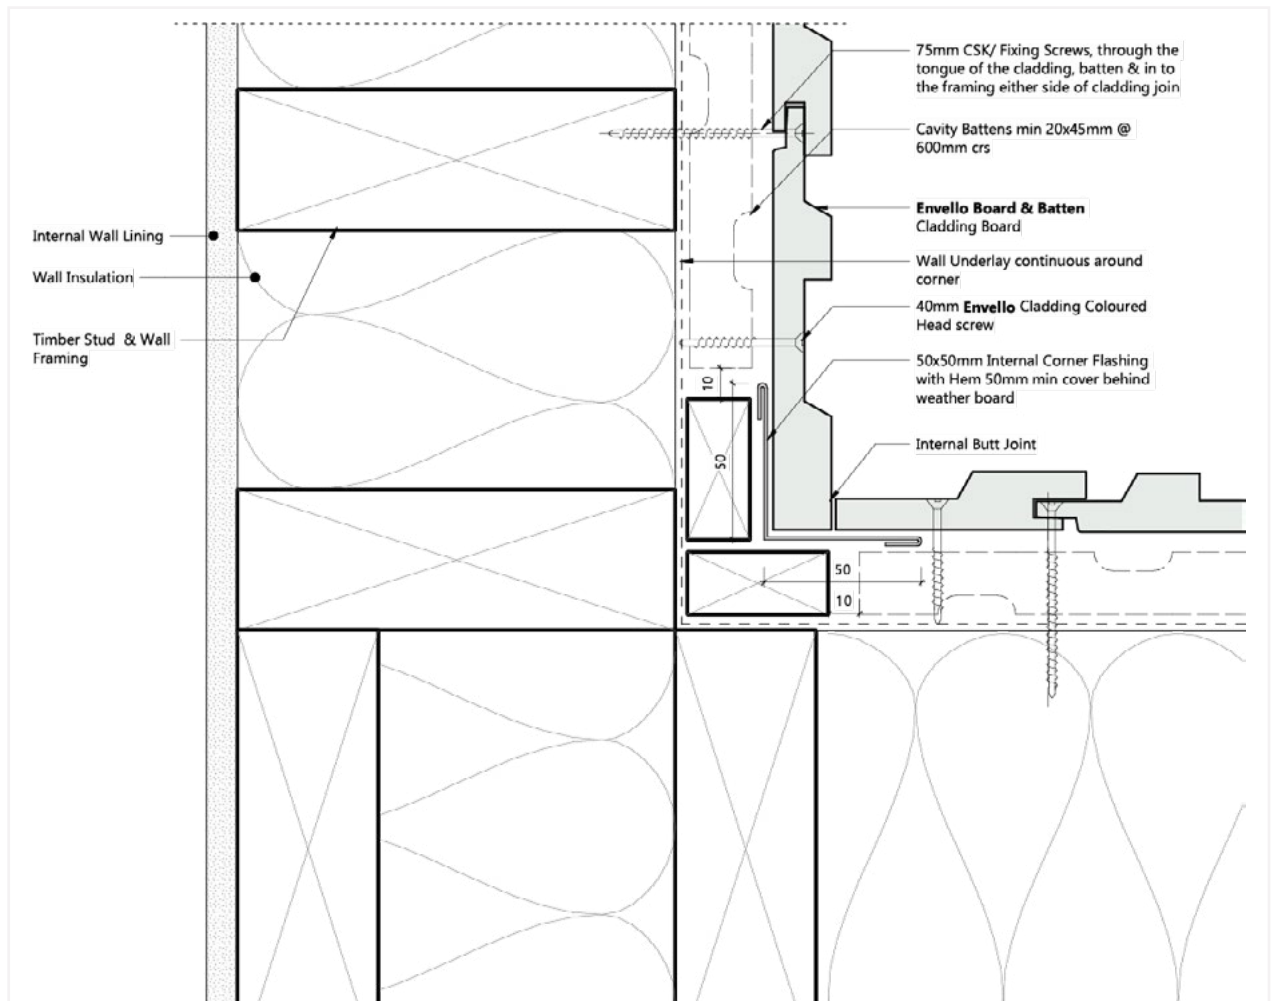 75mm CSK/ Fixing Screws, through the
tongue of the cladding, batten & in to
the framing either side of cladding join
Cavity Battens min 20x45mm @
600mm crs
Envello Board & Batten
Cladding Board
Internal Wall Lining
Wall Underlay continuous around
corner
Wall Insulation
40mm Envello Cladding Coloured
Head screw
Timber Stud & Wall
Framing
50x50mm Internal Corner Flashing
with Hem 50mm min cover behind
weather board
10
50
Internal Butt Joint
50
10